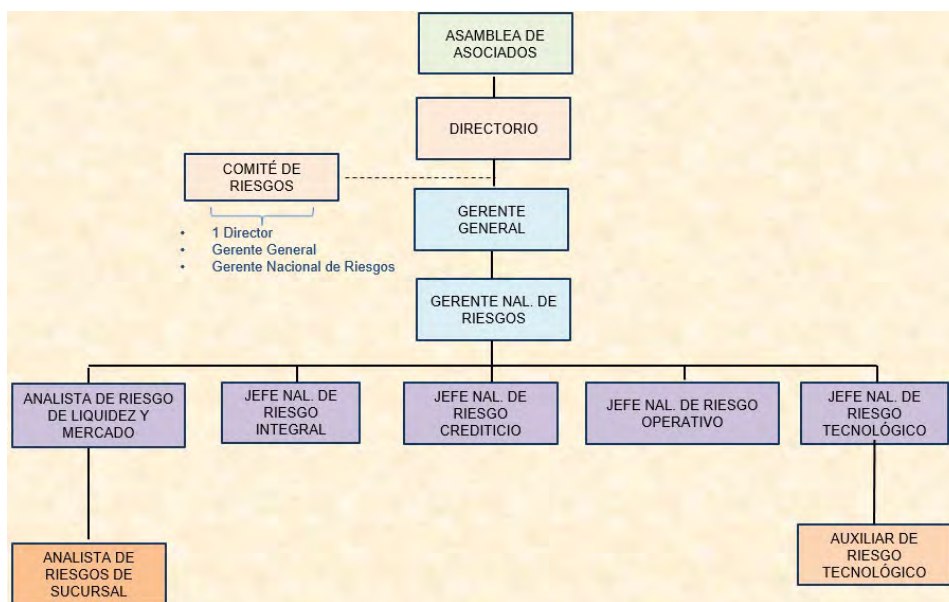 ASAMBLEA DE
ASOCIADOS
DIRECTORIO
COMITÉ DE
RIESGOS
• 1 Director
• Gerente General
• Gerente Nacional de Riesgos
GERENTE
GENERAL
GERENTE NAL. DE
RIESGOS
ANALISTA DE RIESGO
DE LIQUIDEZ Y
MERCADO
JEFE NAL. DE
RIESGO
INTEGRAL
JEFE NAL. DE
RIESGO
CREDITICIO
JEFE NAL. DE RIESGO
OPERATIVO
JEFE NAL. DE
RIESGO
TECNOLÓGICO
ANALISTA DE
RIESGOS DE
SUCURSAL
AUXILIAR DE
RIESGO
TECNOLÓGICO